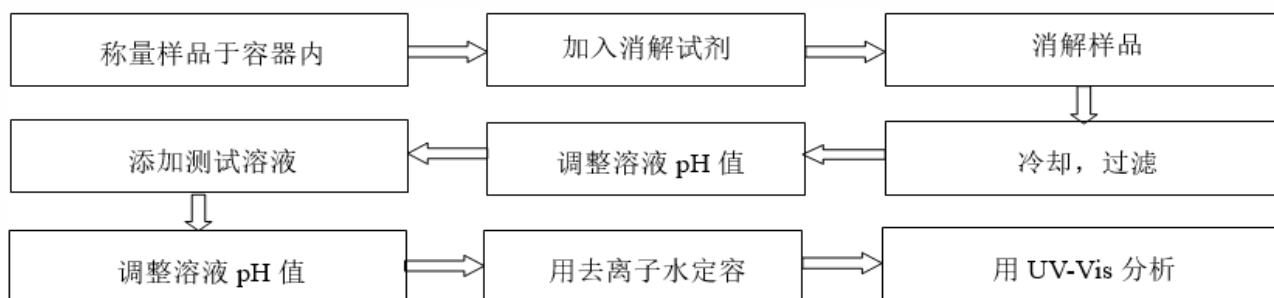 称量样品于容器内
加入消解试剂
消解样品
冷却，过滤
调整溶液 pH 值
添加测试溶液
调整溶液 pH 值
用去离子水定容
用 UV-Vis 分析